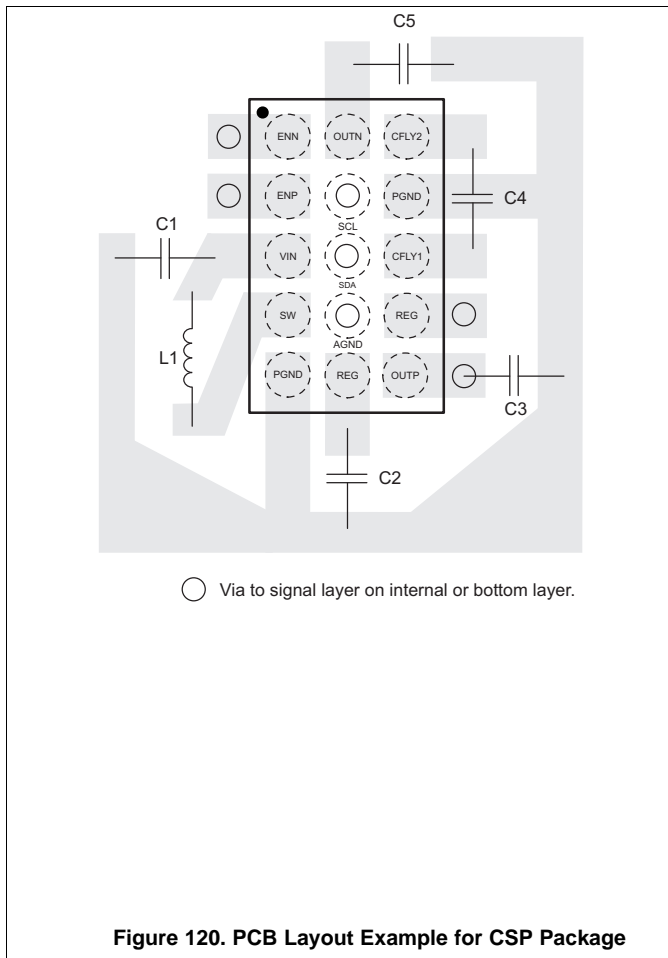 C5
ENN OUTN CFLY2
ENP PGND
C4
SCL
C1
VIN CFLY1
SDA
SW REG
AGND
L1
PGND REG OUTP
C3
C2
Via to signal layer on internal or bottom layer.
Figure 120. PCB Layout Example for CSP Package